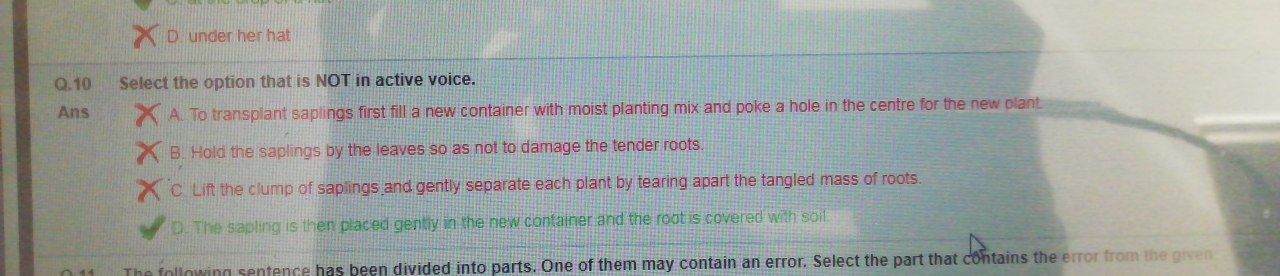 D. under her hat
Q.10 Select the option that is NOT in active voice.
Ans A. To transplant saplings first fill a new container with moist planting mix and poke a hole in the centre for the new plant.
B. Hold the saplings by the leaves so as not to damage the tender roots.
C. Lift the clump of saplings and gently separate each plant by tearing apart the tangled mass of roots.
D. The sapling is then placed gently in the new container and the root is covered with soil.
The following sentence has been divided into parts. One of them may contain an error. Select the part that contains the error from the given